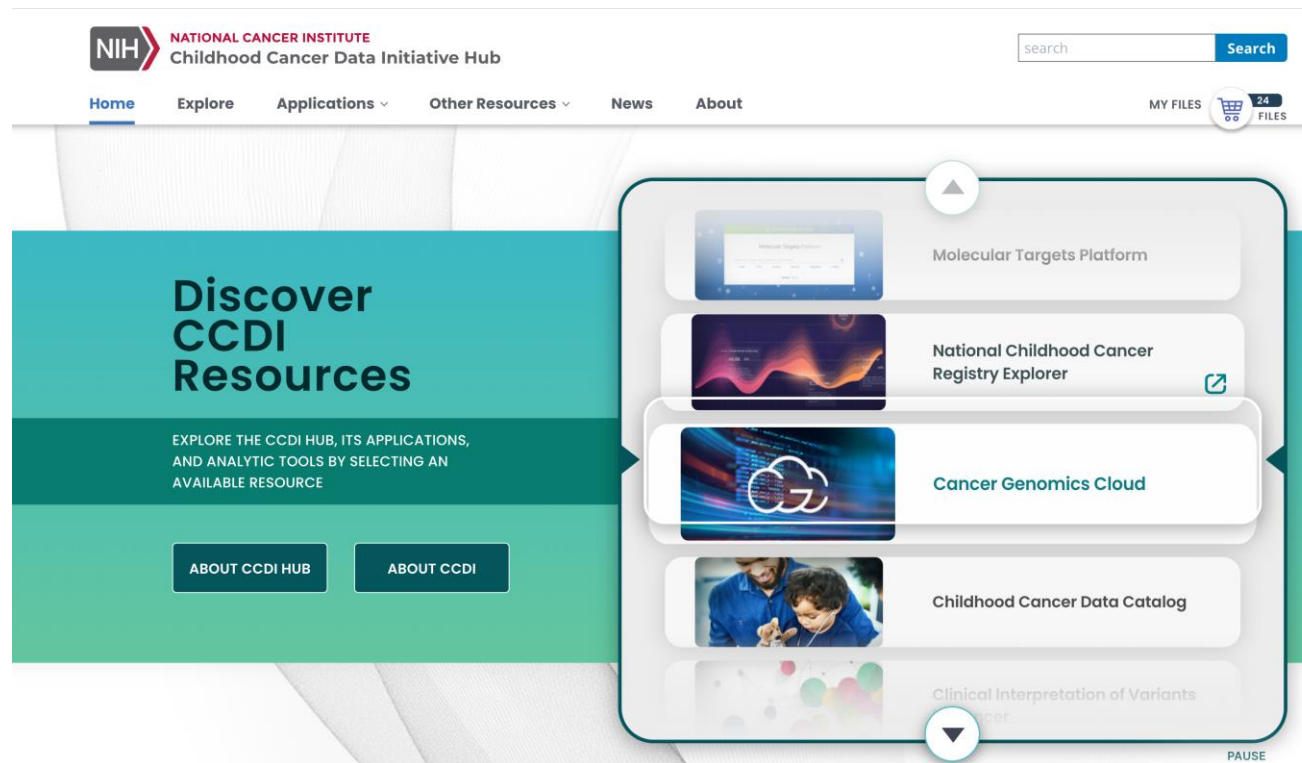 NIH
NATIONAL CANCER INSTITUTE
Childhood Cancer Data Initiative Hub
search
Search
Home
Explore
Applications
Other Resources
News
About
MY FILES
24
FILES
Discover
CCDI
Resources
EXPLORE THE CCDI HUB, ITS APPLICATIONS,
AND ANALYTIC TOOLS BY SELECTING AN
AVAILABLE RESOURCE
ABOUT CCDI HUB
ABOUT CCDI
Molecular Targets Platform
Molecular Targets Platform
National Childhood Cancer
Registry Explorer
Cancer Genomics Cloud
Childhood Cancer Data Catalog
Clinical Interpretation of Variants
PAUSE